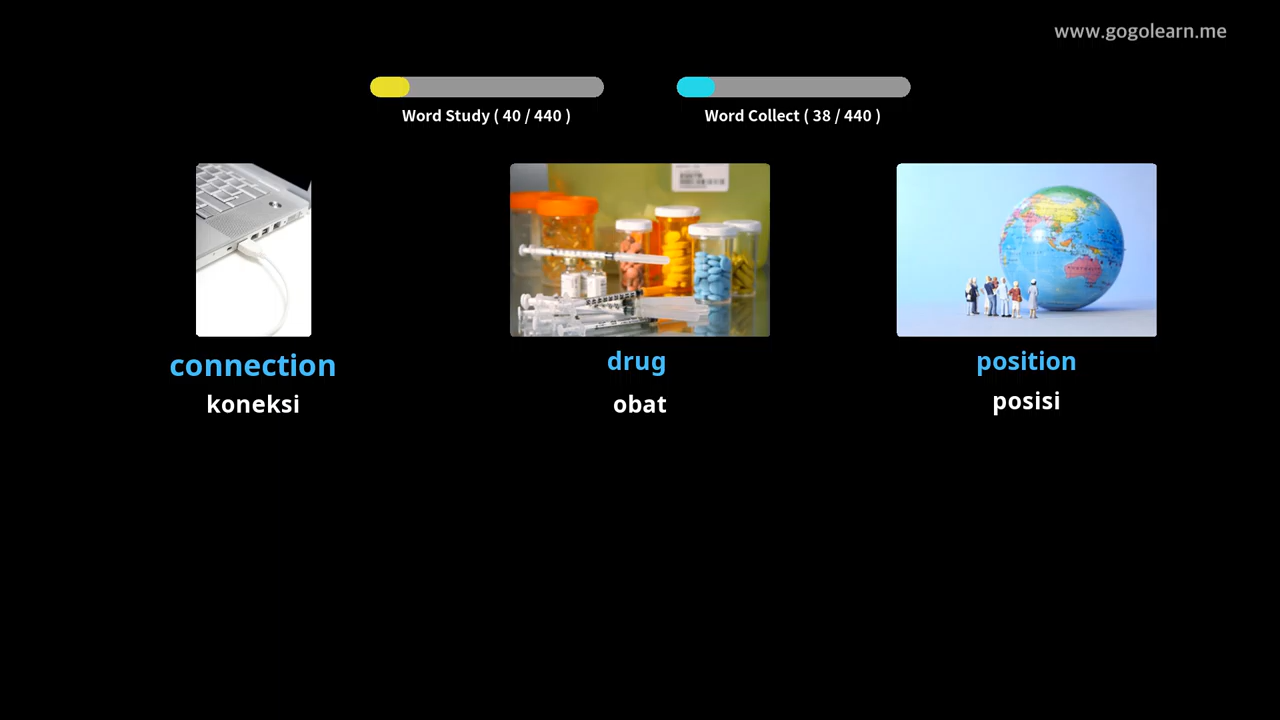 www.gogolearn.me
Word Study ( 40 / 440 )
Word Collect ( 38 / 440 )
connection
koneksi
drug
obat
position
posisi